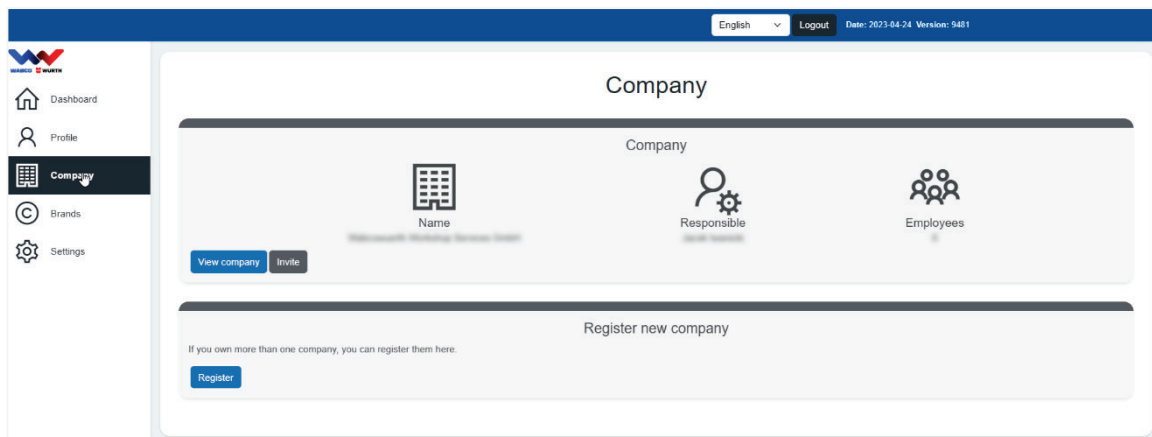 English
Logout
Date: 2023-04-24 Version: 9481
WABCO WURTH
Dashboard
Profile
Company
Brands
Settings
Company
Company
Name
Responsible
Employees
View company
Invite
Register new company
If you own more than one company, you can register them here.
Register